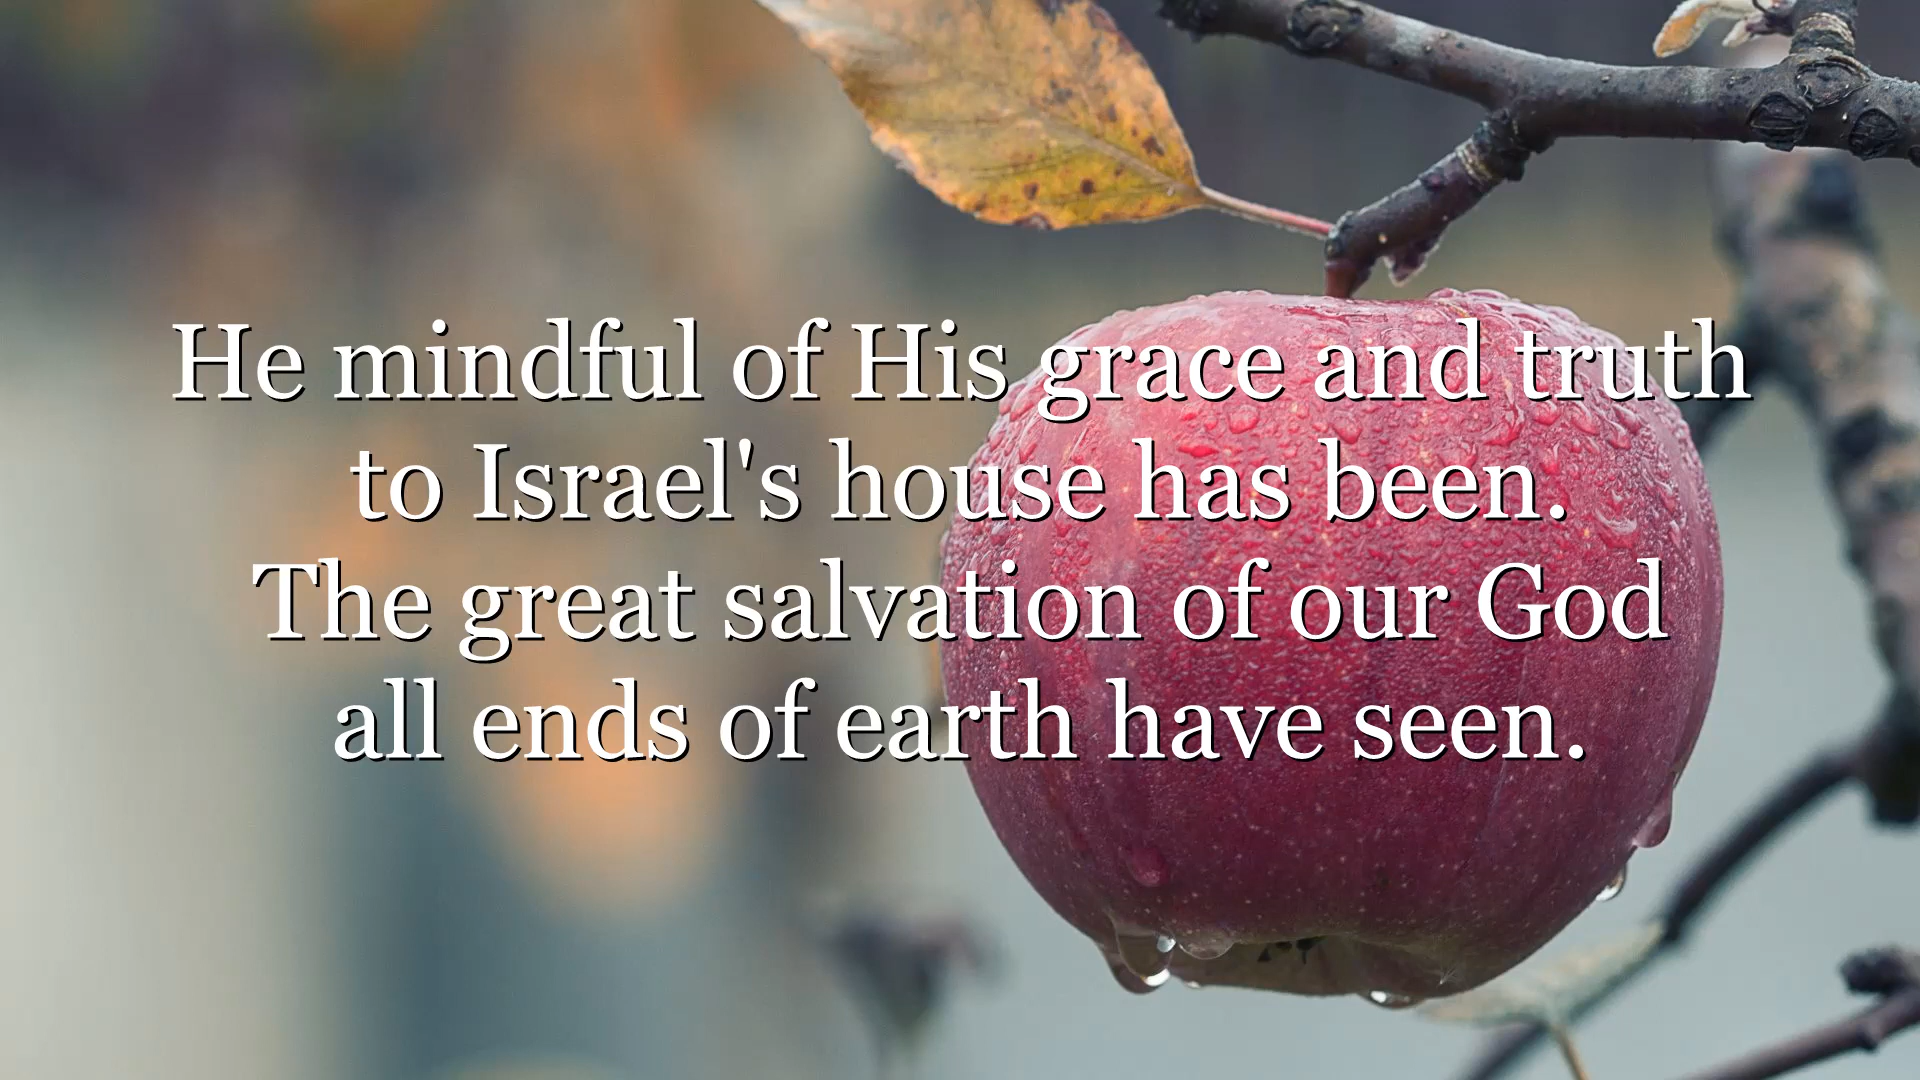 He mindful of His grace and truth
to Israel's house has been.
The great salvation of our God
all ends of earth have seen.